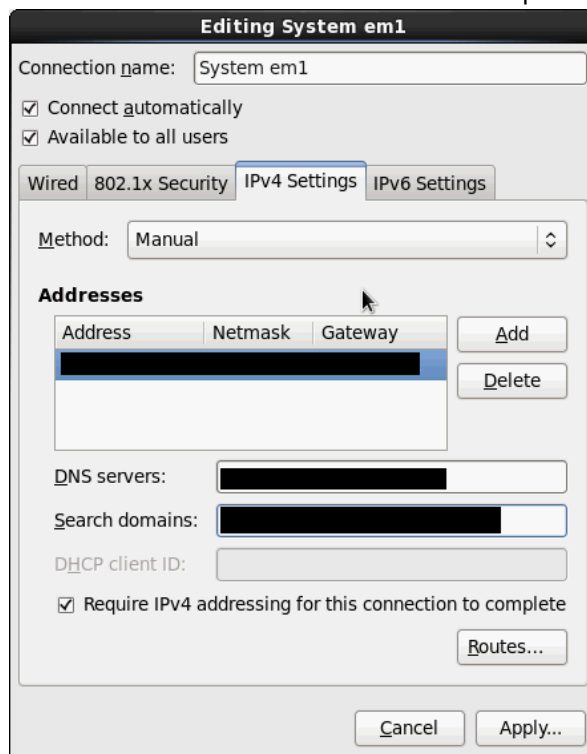 Editing System em1
Connection name: System em1
Connect automatically
Available to all users
Wired 802.1x Security IPv4 Settings IPv6 Settings
Method: Manual
Addresses
Address Netmask Gateway Add
Delete
DNS servers:
Search domains:
DHCP client ID:
Require IPv4 addressing for this connection to complete
Routes...
Cancel Apply...